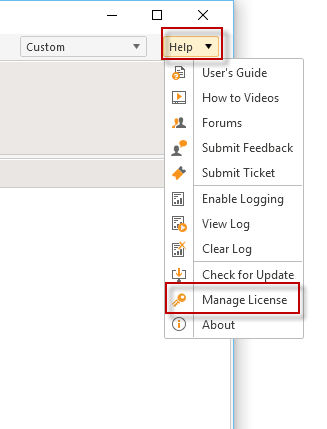 Custom
Help
User's Guide
How to Videos
Forums
Submit Feedback
Submit Ticket
Enable Logging
View Log
Clear Log
Check for Update
Manage License
About